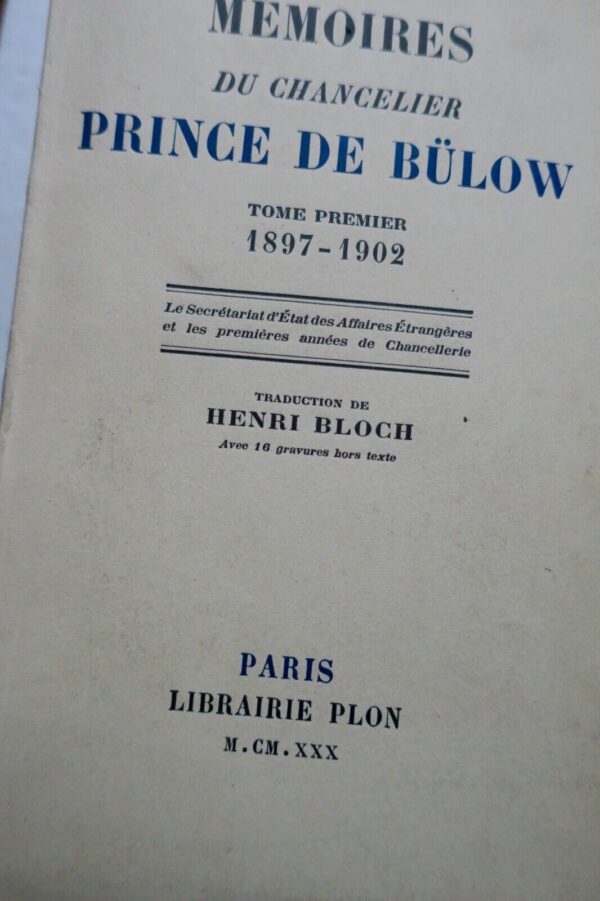 MEMOIRES
DU CHANCELIER
PRINCE DE BÜLOW
TOME PREMIER
1897-1902
Le Secrétariat d'État des Affaires Étrangères
et les premières années de Chancellerie
TRADUCTION DE
HENRI BLOCH
Avec 16 gravures hors texte
PARIS
LIBRAIRIE PLON
M.CM.XXX